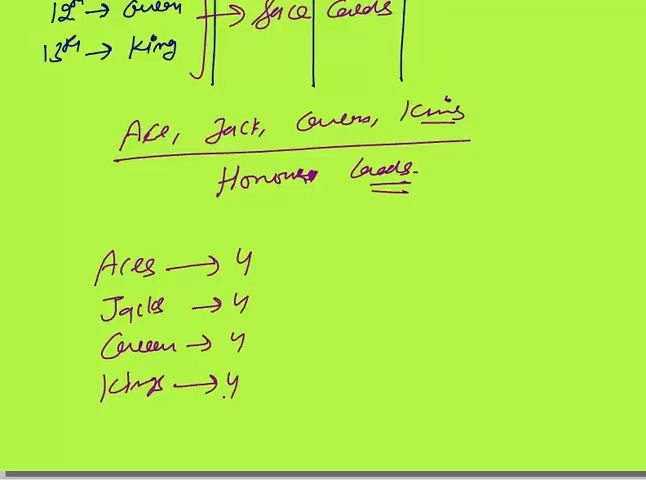 12th → Queen → Face Cards
13th → King
Ace, Jack, Queens, King
Honours Cards.
Aces → 4
Jacks → 4
Queen → 4
Kings → 4